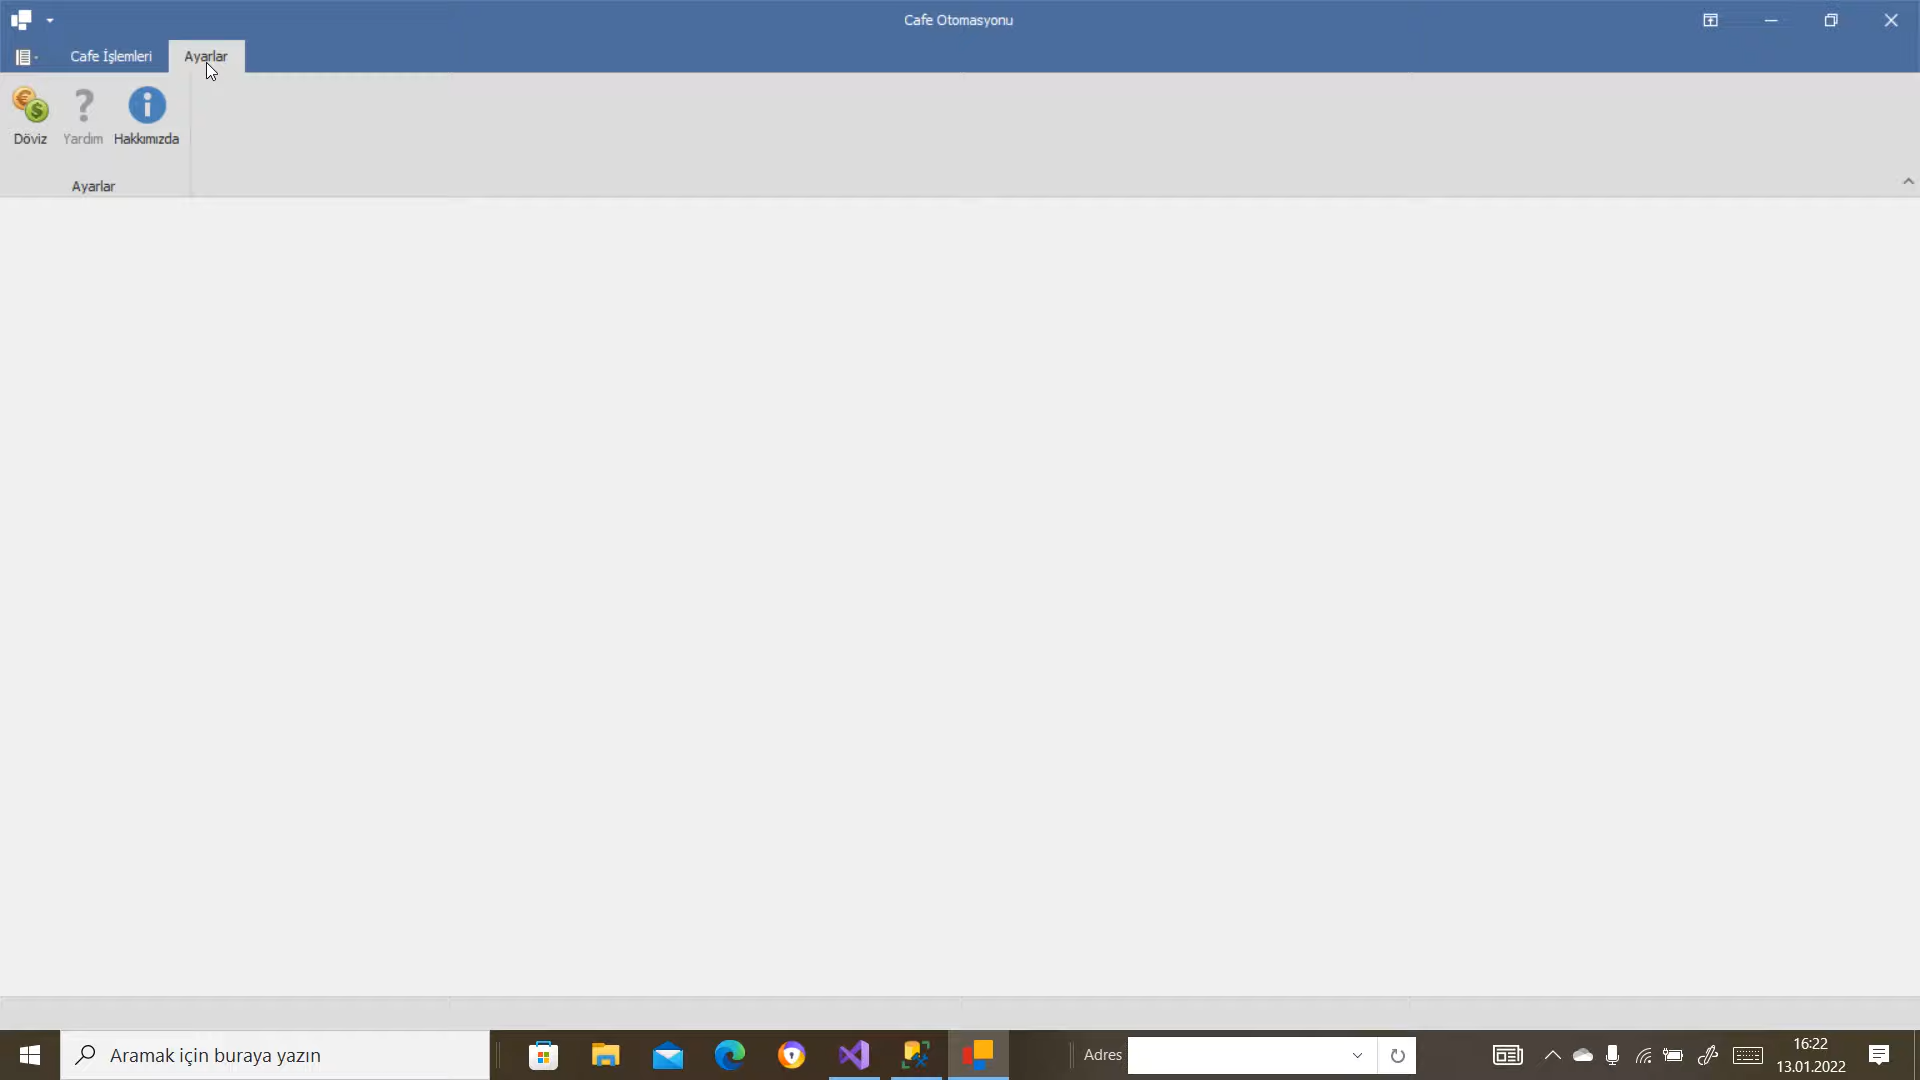 Cafe Otomasyonu
Cafe İşlemleri
Ayarlar
Döviz
Yardım
Hakkımızda
Ayarlar
Aramak için buraya yazın
Adres
16:22
13.01.2022